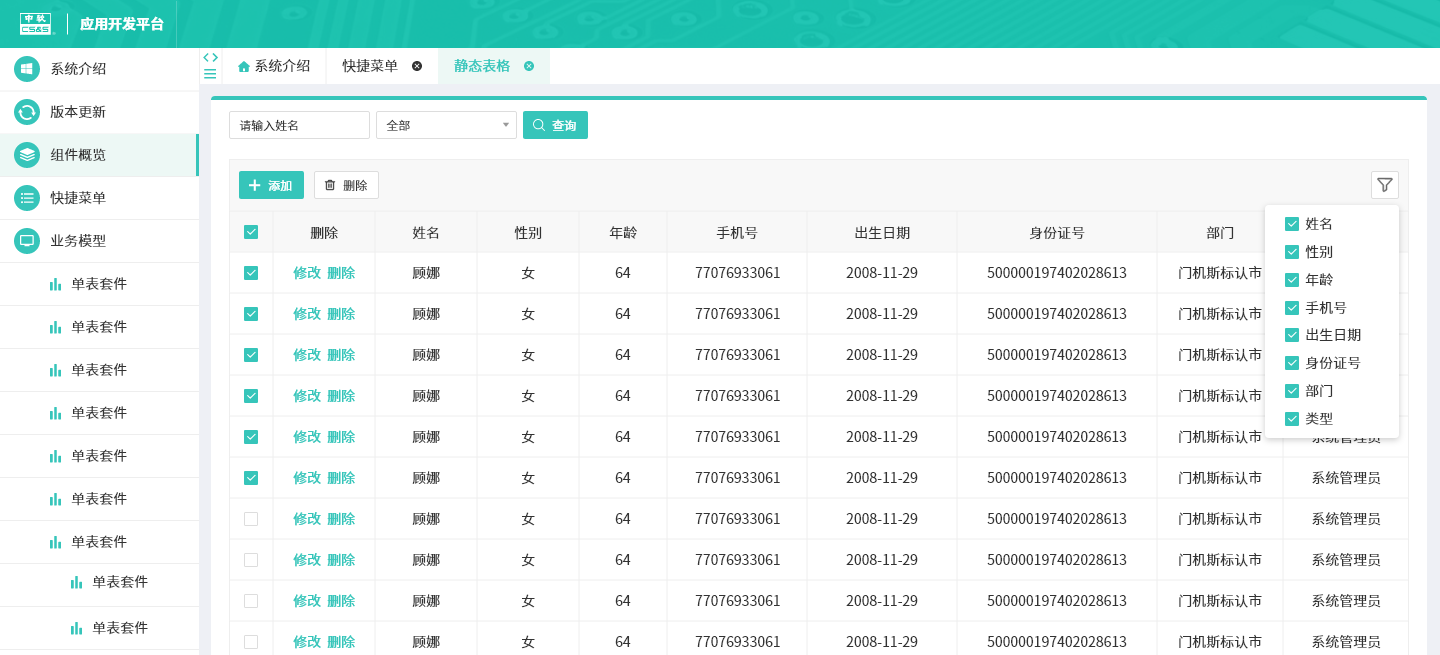 中软
CS&S
应用开发平台
系统介绍
快捷菜单
静态表格
系统介绍
版本更新
组件概览
快捷菜单
业务模型
单表套件
单表套件
单表套件
单表套件
单表套件
单表套件
单表套件
单表套件
单表套件
请输入姓名 全部 查询
添加 删除
删除 姓名 性别 年龄 手机号 出生日期 身份证号 部门
修改 删除 顾娜 女 64 77076933061 2008-11-29 500000197402028613 门机斯标认市
修改 删除 顾娜 女 64 77076933061 2008-11-29 500000197402028613 门机斯标认市
修改 删除 顾娜 女 64 77076933061 2008-11-29 500000197402028613 门机斯标认市
修改 删除 顾娜 女 64 77076933061 2008-11-29 500000197402028613 门机斯标认市
修改 删除 顾娜 女 64 77076933061 2008-11-29 500000197402028613 门机斯标认市 系统管理员
修改 删除 顾娜 女 64 77076933061 2008-11-29 500000197402028613 门机斯标认市 系统管理员
修改 删除 顾娜 女 64 77076933061 2008-11-29 500000197402028613 门机斯标认市 系统管理员
修改 删除 顾娜 女 64 77076933061 2008-11-29 500000197402028613 门机斯标认市 系统管理员
修改 删除 顾娜 女 64 77076933061 2008-11-29 500000197402028613 门机斯标认市 系统管理员
修改 删除 顾娜 女 64 77076933061 2008-11-29 500000197402028613 门机斯标认市 系统管理员
姓名
性别
年龄
手机号
出生日期
身份证号
部门
类型